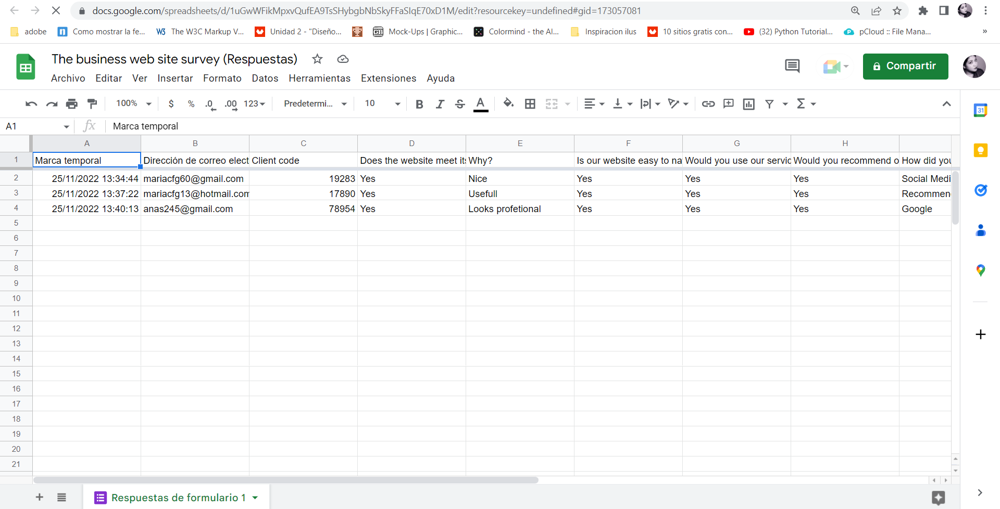 docs.google.com/spreadsheets/d/1uGwWFikMpxvQufEA9TsSHybgbNbSkyFFaSIqE70xD1M/edit?resourcekey=undefined#gid=173057081
adobe Como mostrar la fe... The W3C Markup V... Unidad 2 - "Diseño... Mock-Ups | Graphic... Colormind - the AI... Inspiracion ilus 10 sitios gratis con... (32) Python Tutorial... pCloud :: File Mana... »
The business web site survey (Respuestas)
Archivo Editar Ver Insertar Formato Datos Herramientas Extensiones Ayuda
Compartir
100% $ % .0 .00 123 Predetermi... 10 B I S A
A1 fx Marca temporal
A B C D E F G H
1 Marca temporal Dirección de correo elect Client code Does the website meet its Why? Is our website easy to na Would you use our servic Would you recommend o How did you
2 25/11/2022 13:34:44 mariacfg60@gmail.com 19283 Yes Nice Yes Yes Yes Social Medi
3 25/11/2022 13:37:22 mariacfg13@hotmail.com 17890 Yes Usefull Yes Yes Yes Recommen
4 25/11/2022 13:40:13 anas245@gmail.com 78954 Yes Looks profetional Yes Yes Yes Google
5
6
7
8
9
10
11
12
13
14
15
16
17
18
19
20
21
Respuestas de formulario 1
31